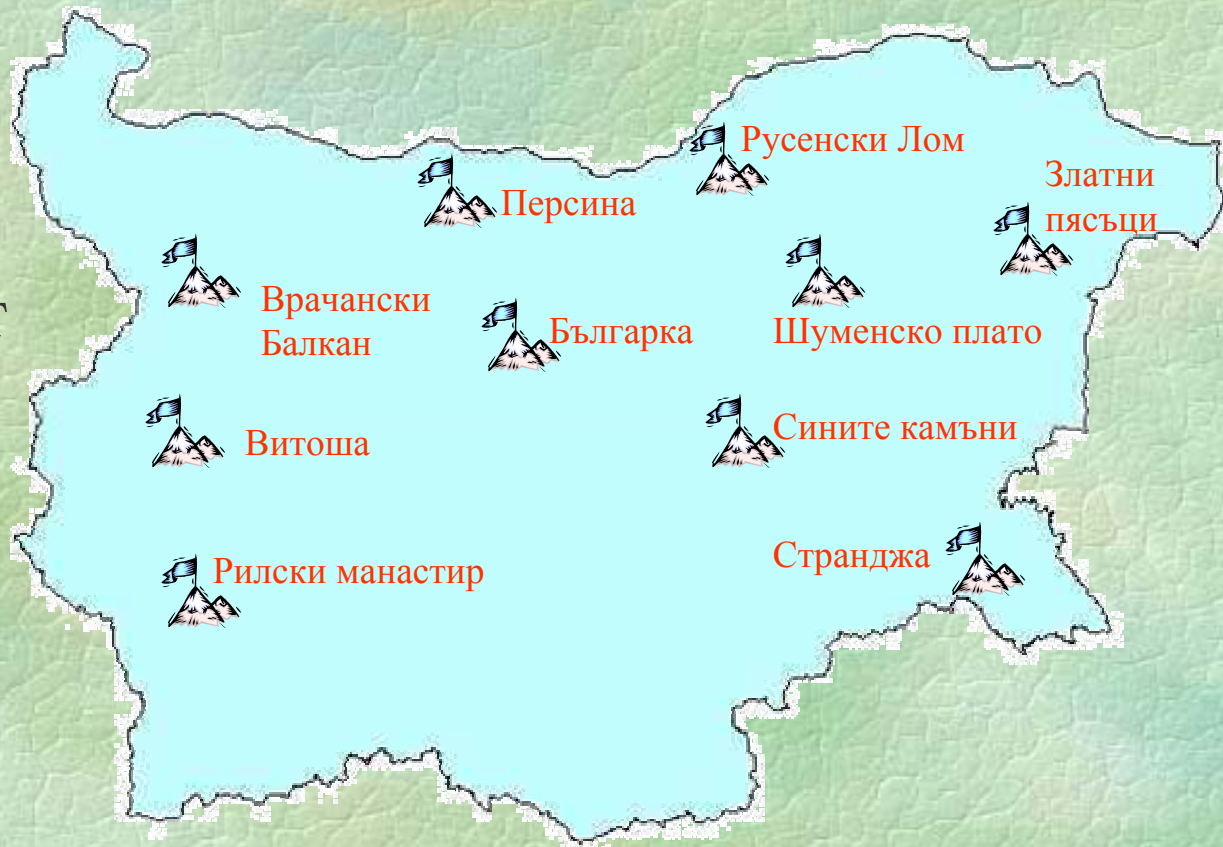 Русенски Лом
Златни
пясъци
Персина
Врачански
Балкан
Българка
Шуменско плато
Витоша
Сините камъни
Странджа
Рилски манастир